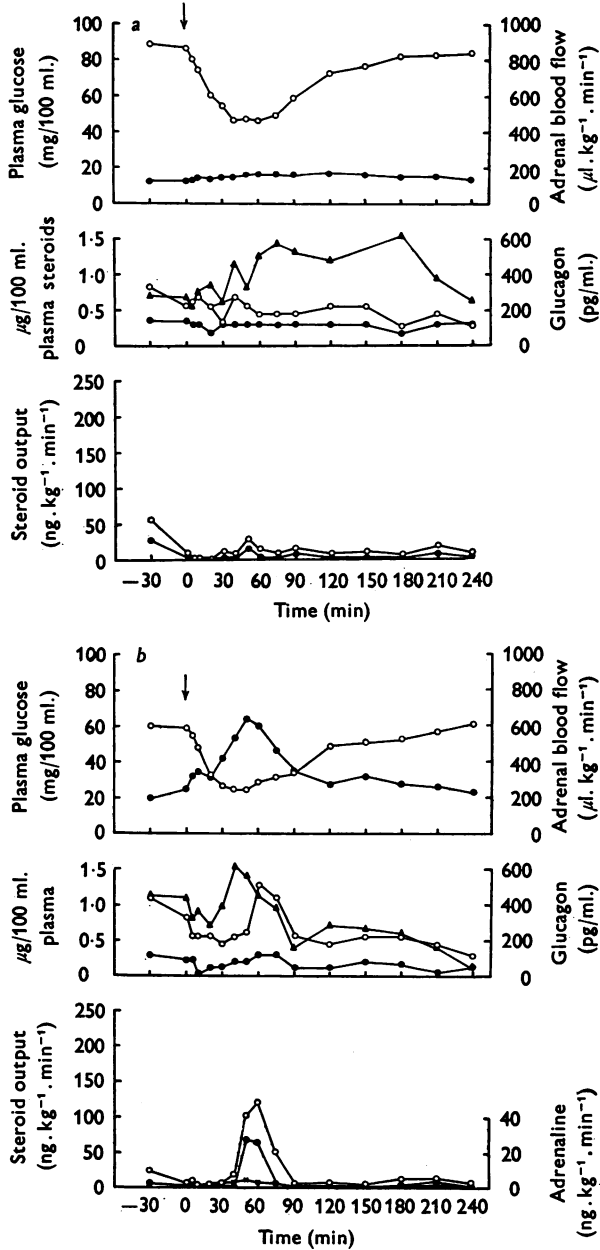 a
100
80
60
40
20
0
Plasma glucose
(mg/100 ml.)
1000
800
600
400
200
0
Adrenal blood flow
(μl. kg⁻¹. min⁻¹)
1·5
1·0
0·5
0
μg/100 ml.
plasma steroids
600
400
200
0
Glucagon
(pg/ml.)
250
200
150
100
50
0
Steroid output
(ng. kg⁻¹. min⁻¹)
−30 0 30 60 90 120 150 180 210 240
Time (min)
b
100
80
60
40
20
0
Plasma glucose
(mg/100 ml.)
1000
800
600
400
200
0
Adrenal blood flow
(μl. kg⁻¹. min⁻¹)
1·5
1·0
0·5
0
μg/100 ml.
plasma
600
400
200
0
Glucagon
(pg/ml.)
250
200
150
100
50
0
Steroid output
(ng. kg⁻¹. min⁻¹)
40
20
0
Adrenaline
(ng. kg⁻¹. min⁻¹)
−30 0 30 60 90 120 150 180 210 240
Time (min)